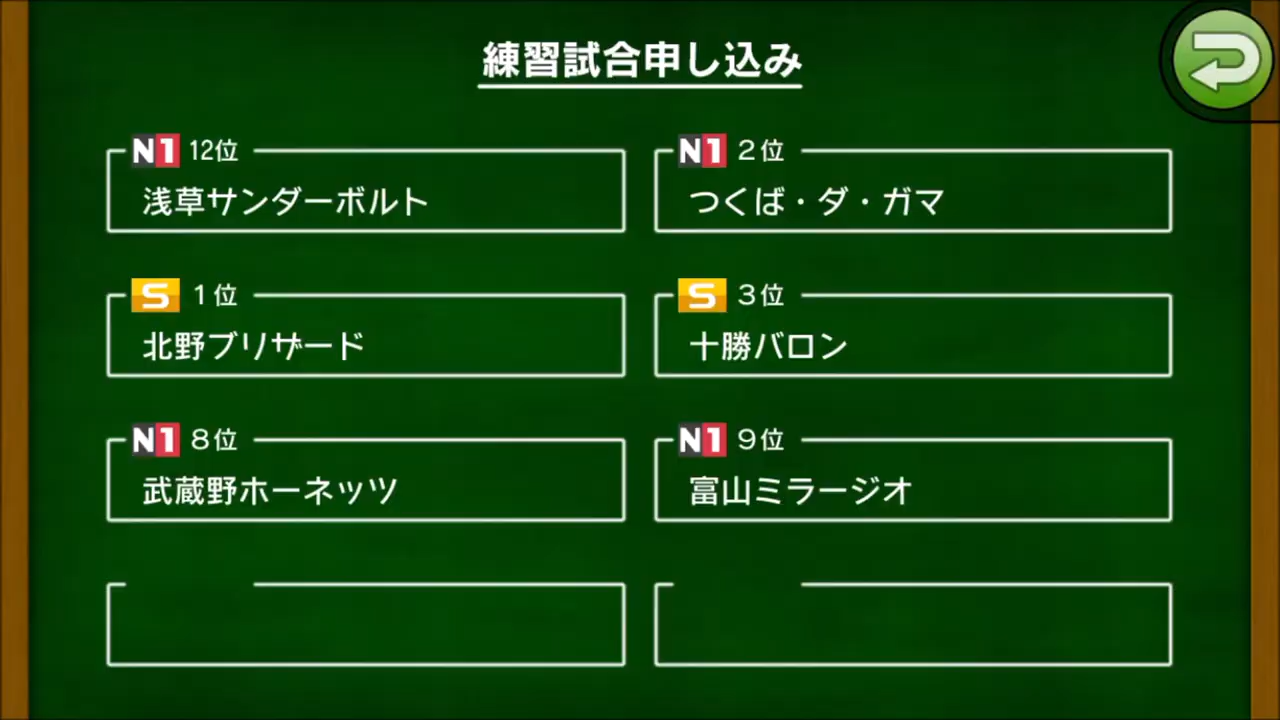 練習試合申し込み
N1 12位
浅草サンダーボルト
N1 2位
つくば・ダ・ガマ
S 1位
北野ブリザード
S 3位
十勝バロン
N1 8位
武蔵野ホーネッツ
N1 9位
富山ミラージオ